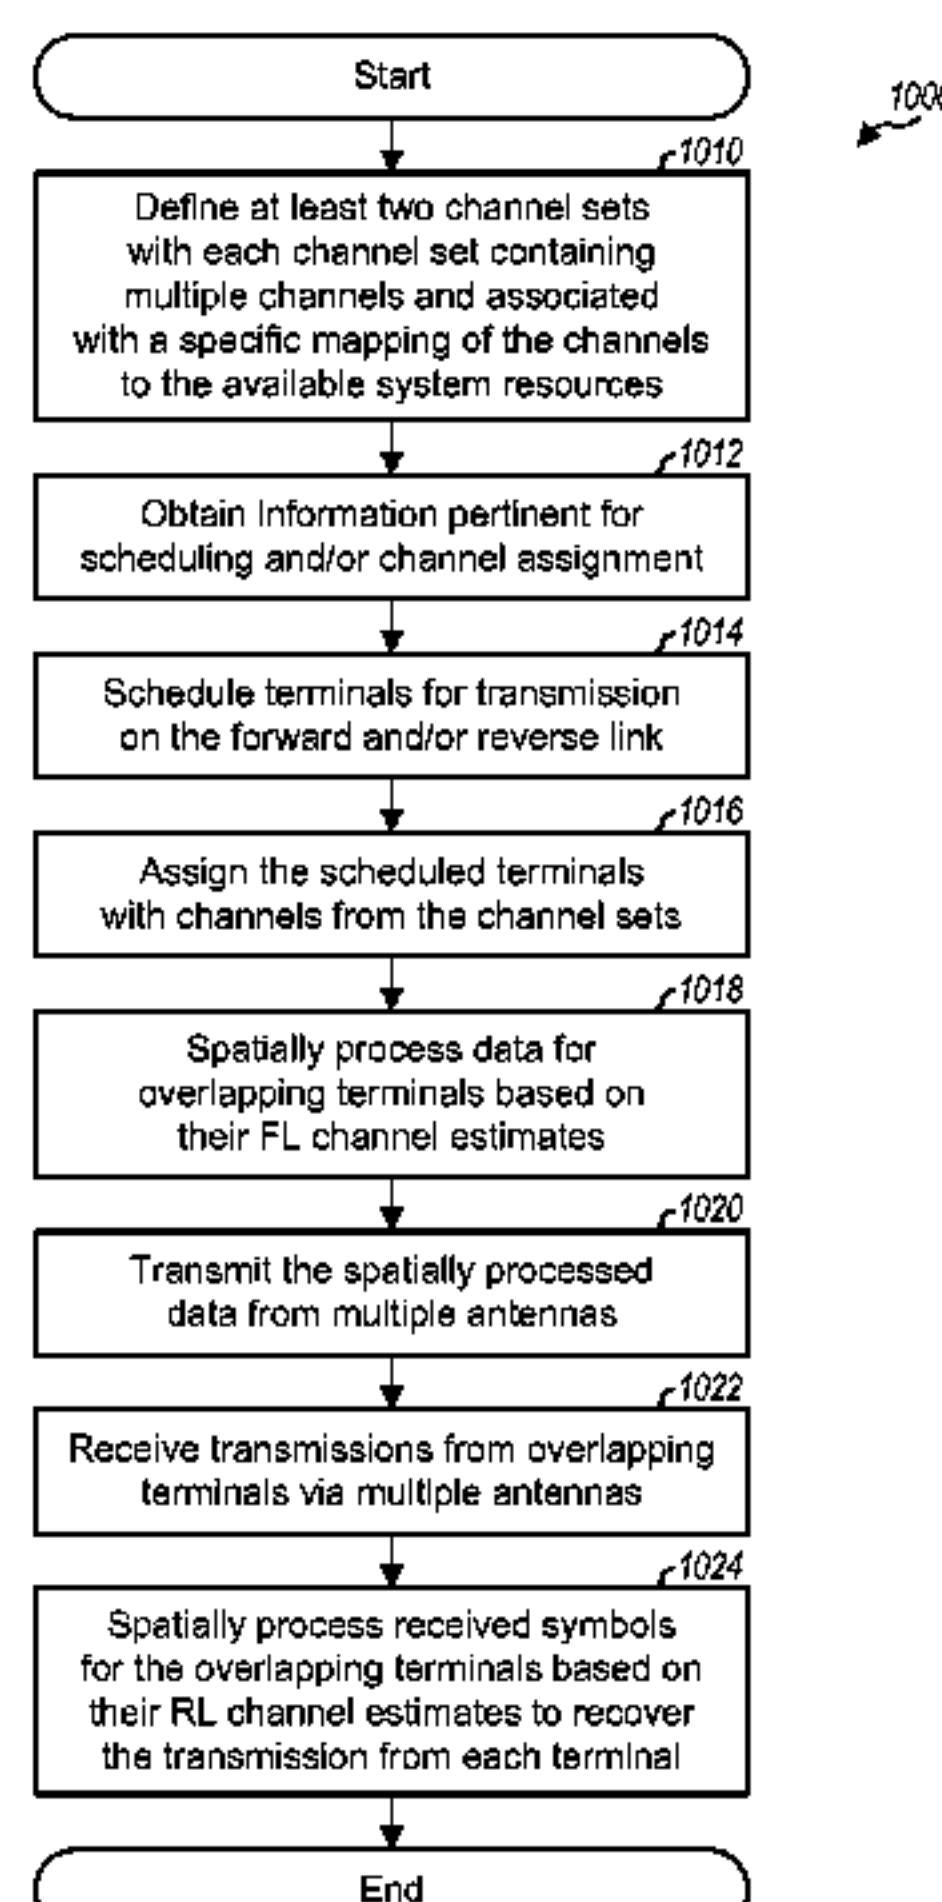 Start
1000
1010
Define at least two channel sets
with each channel set containing
multiple channels and associated
with a specific mapping of the channels
to the available system resources
1012
Obtain Information pertinent for
scheduling and/or channel assignment
1014
Schedule terminals for transmission
on the forward and/or reverse link
1016
Assign the scheduled terminals
with channels from the channel sets
1018
Spatially process data for
overlapping terminals based on
their FL channel estimates
1020
Transmit the spatially processed
data from multiple antennas
1022
Receive transmissions from overlapping
terminals via multiple antennas
1024
Spatially process received symbols
for the overlapping terminals based on
their RL channel estimates to recover
the transmission from each terminal
End